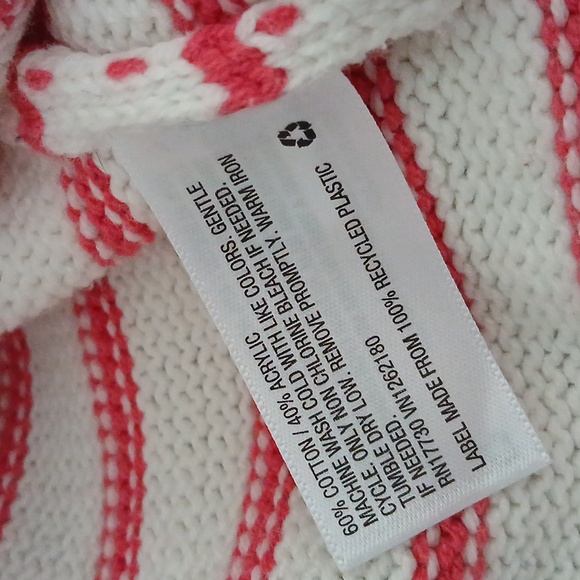 60% COTTON/ 40% ACRYLIC
MACHINE WASH COLD WITH LIKE COLORS, GENTLE
CYCLE. ONLY NON CHLORINE BLEACH IF NEEDED.
TUMBLE DRY LOW. REMOVE PROMPTLY. WARM IRON
IF NEEDED.
RN17730 VN1262180
LABEL MADE FROM 100% RECYCLED PLASTIC